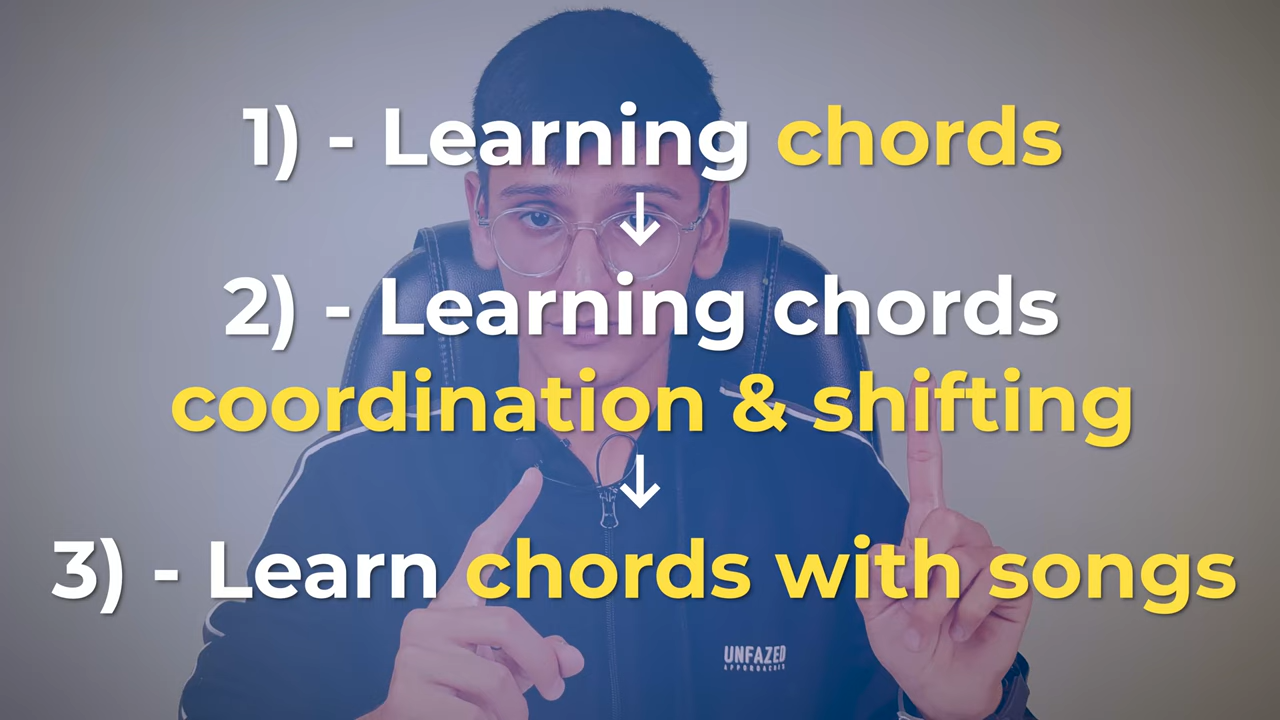 1) - Learning chords
↓
2) - Learning chords
coordination & shifting
↓
3) - Learn chords with songs
UNFAZED